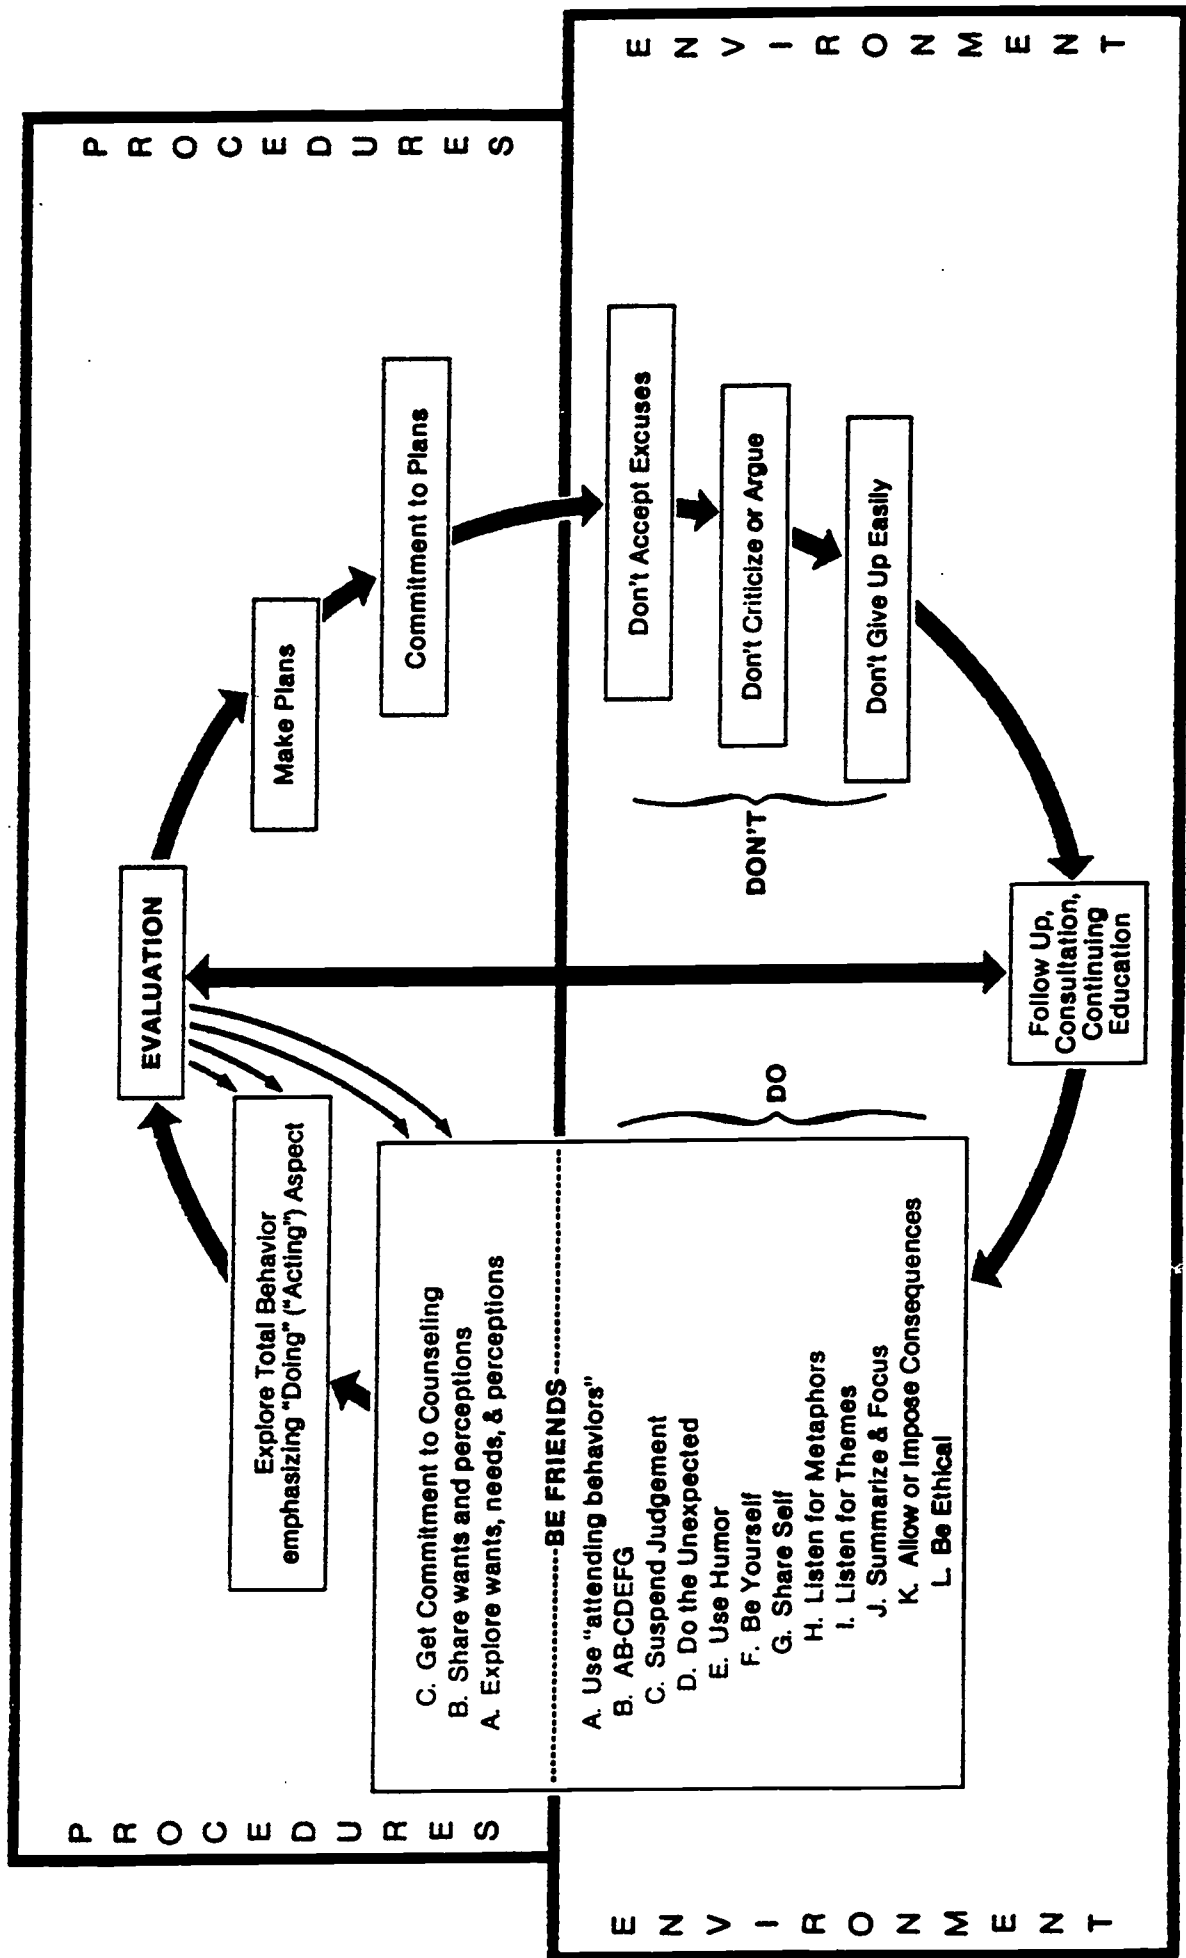 PROCEDURES
PROCEDURES
EVALUATION
Explore Total Behavior
emphasizing "Doing" ("Acting") Aspect
Make Plans
Commitment to Plans
C. Get Commitment to Counseling
B. Share wants and perceptions
A. Explore wants, needs, & perceptions
BE FRIENDS
A. Use "attending behaviors"
B. AB-CDEFG
C. Suspend Judgement
D. Do the Unexpected
E. Use Humor
F. Be Yourself
G. Share Self
H. Listen for Metaphors
I. Listen for Themes
J. Summarize & Focus
K. Allow or Impose Consequences
L. Be Ethical
DO
DON'T
Don't Accept Excuses
Don't Criticize or Argue
Don't Give Up Easily
Follow Up,
Consultation,
Continuing
Education
ENVIRONMENT
ENVIRONMENT